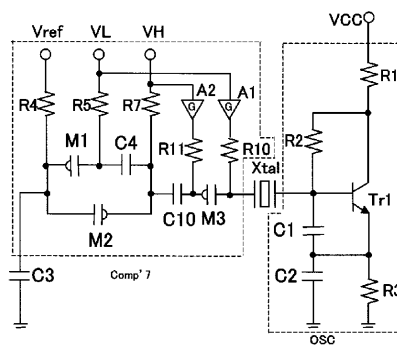 Vref VL VH VCC
R4 R5 R7 G A2 G A1 R1
M1 C4 R11 R10 R2
Xtal
M2 C10 M3 Tr1
C1
C3 Comp'7 C2 R3
OSC